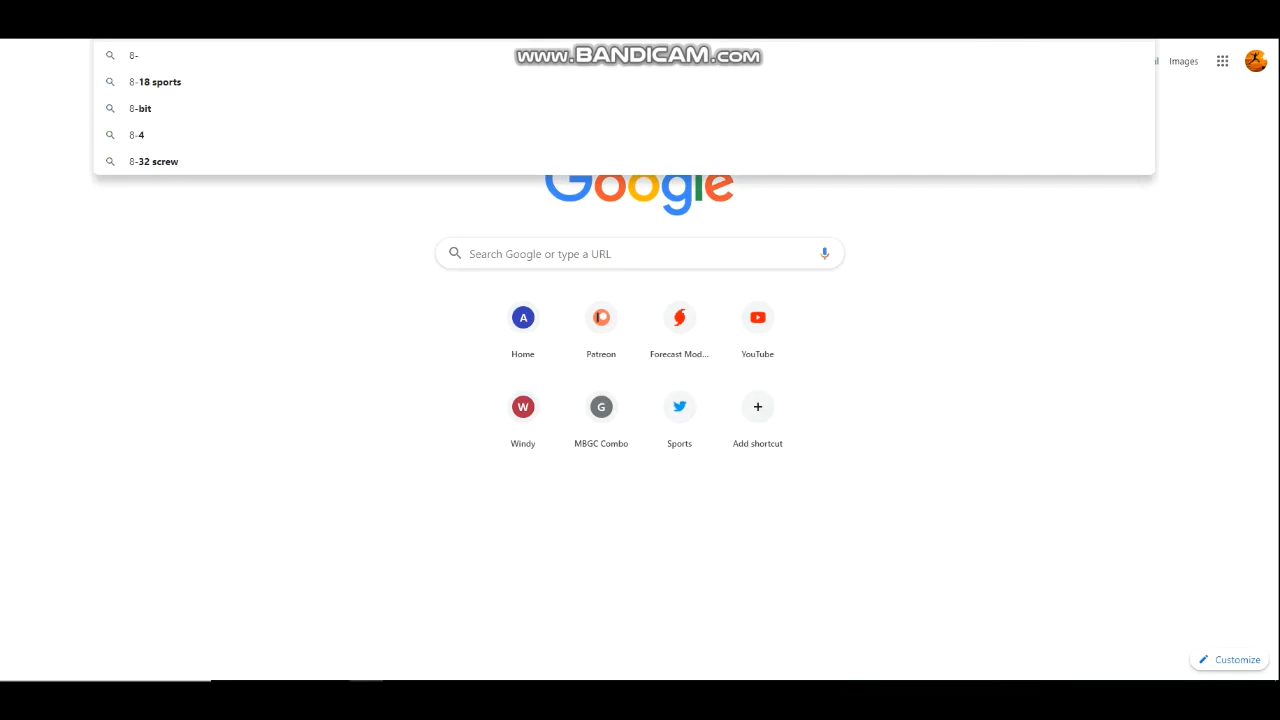 8-
www.BANDICAM.com
8-18 sports
8-bit
8-4
8-32 screw
l Images
Google
Search Google or type a URL
A
Home
Patreon
Forecast Mod...
YouTube
W
Windy
G
MBGC Combo
Sports
+
Add shortcut
Customize